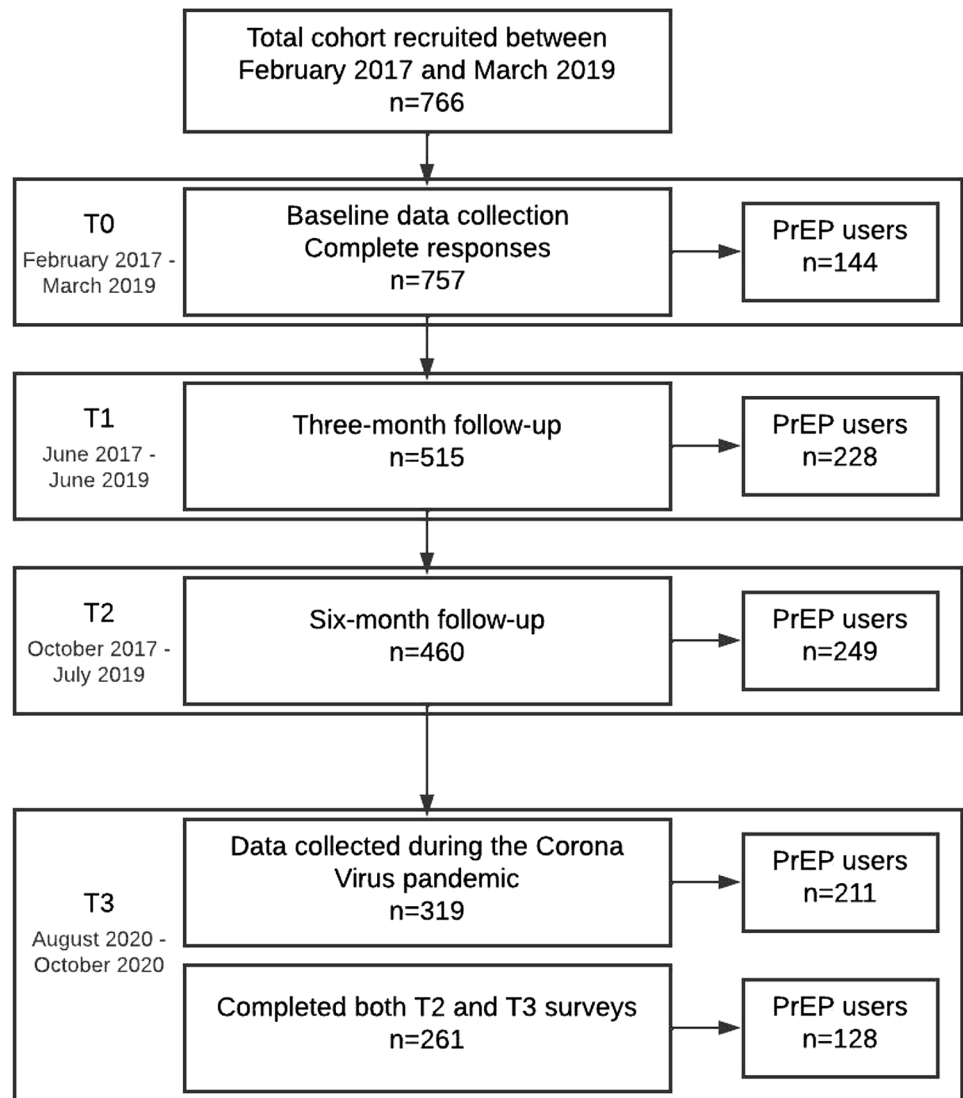 Total cohort recruited between
February 2017 and March 2019
n=766
T0
February 2017 -
March 2019
Baseline data collection
Complete responses
n=757
PrEP users
n=144
T1
June 2017 -
June 2019
Three-month follow-up
n=515
PrEP users
n=228
T2
October 2017 -
July 2019
Six-month follow-up
n=460
PrEP users
n=249
T3
August 2020 -
October 2020
Data collected during the Corona
Virus pandemic
n=319
PrEP users
n=211
Completed both T2 and T3 surveys
n=261
PrEP users
n=128